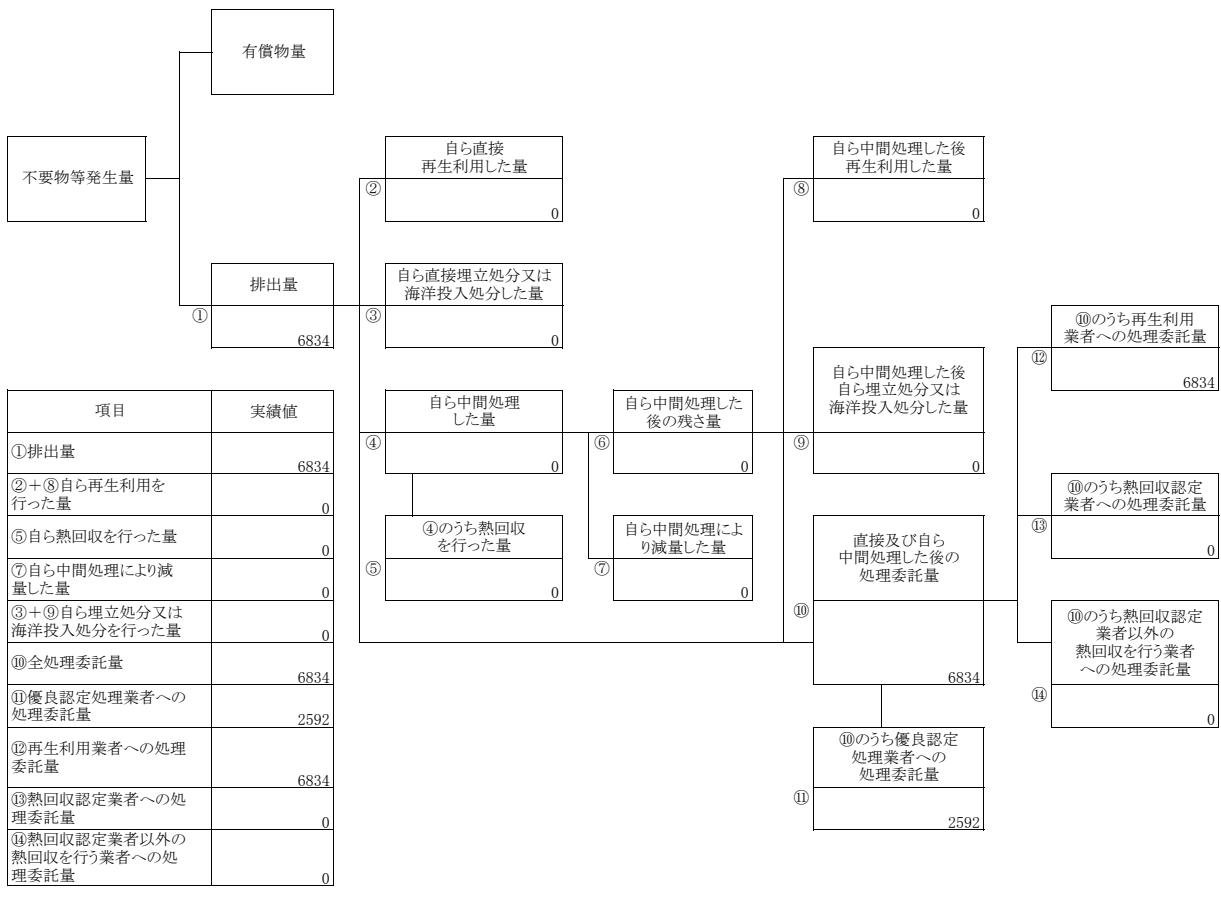 有償物量
不要物等発生量
自ら直接
再生利用した量
②
0
自ら中間処理した後
再生利用した量
⑧
0
排出量
①
6834
自ら直接埋立処分又は
海洋投入処分した量
③
0
⑩のうち再生利用
業者への処理委託量
⑫
6834
自ら中間処理
した量
④
0
自ら中間処理した
後の残さ量
⑥
0
自ら中間処理した後
自ら埋立処分又は
海洋投入処分した量
⑨
0
⑩のうち熱回収認定
業者への処理委託量
⑬
0
④のうち熱回収
を行った量
⑤
0
自ら中間処理によ
り減量した量
⑦
0
直接及び自ら
中間処理した後の
処理委託量
⑩
6834
⑩のうち熱回収認定
業者以外の
熱回収を行う業者
への処理委託量
⑭
0
⑩のうち優良認定
処理業者への
処理委託量
⑪
2592
項目 実績値
①排出量
6834
②＋⑧自ら再生利用を
行った量
0
⑤自ら熱回収を行った量
0
⑦自ら中間処理により減
量した量
0
③＋⑨自ら埋立処分又は
海洋投入処分を行った量
0
⑩全処理委託量
6834
⑪優良認定処理業者への
処理委託量
2592
⑫再生利用業者への処理
委託量
6834
⑬熱回収認定業者への処
理委託量
0
⑭熱回収認定業者以外の
熱回収を行う業者への処
理委託量
0